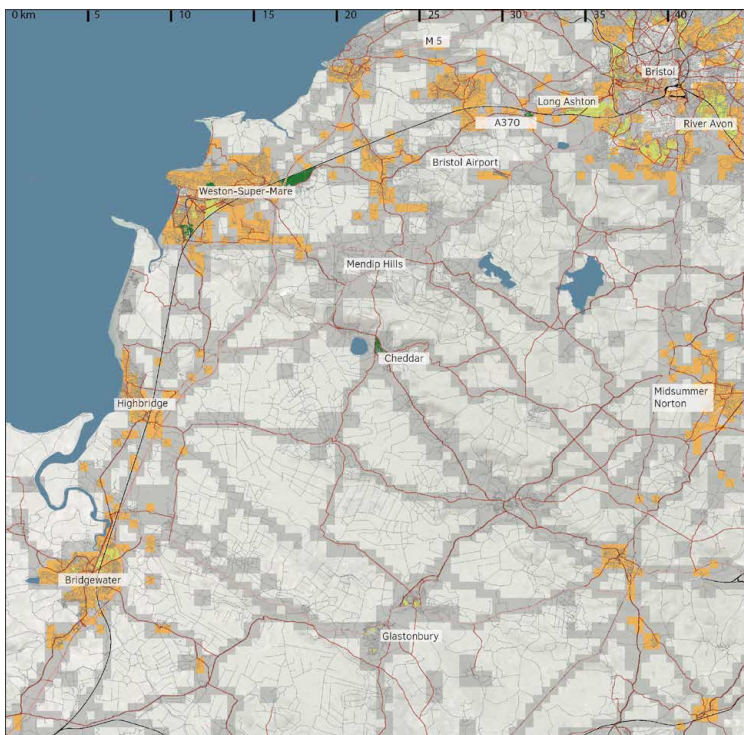 0 km
5
10
15
20
25
30
35
40
M 5
Bristol
Long Ashton
A370
River Avon
Bristol Airport
Weston-Super-Mare
Mendip Hills
Cheddar
Midsummer
Norton
Highbridge
Bridgewater
Glastonbury